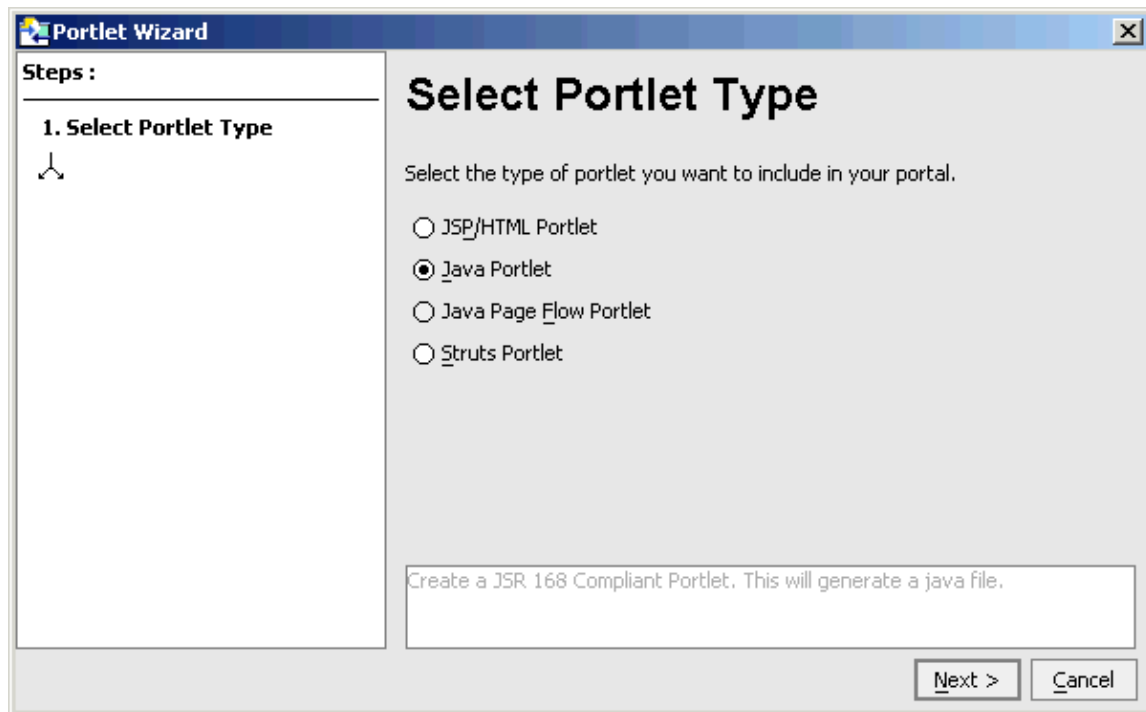 Portlet Wizard
Steps :
1. Select Portlet Type
Select Portlet Type
Select the type of portlet you want to include in your portal.
JSP/HTML Portlet
Java Portlet
Java Page Flow Portlet
Struts Portlet
Create a JSR 168 Compliant Portlet. This will generate a java file.
Next >
Cancel